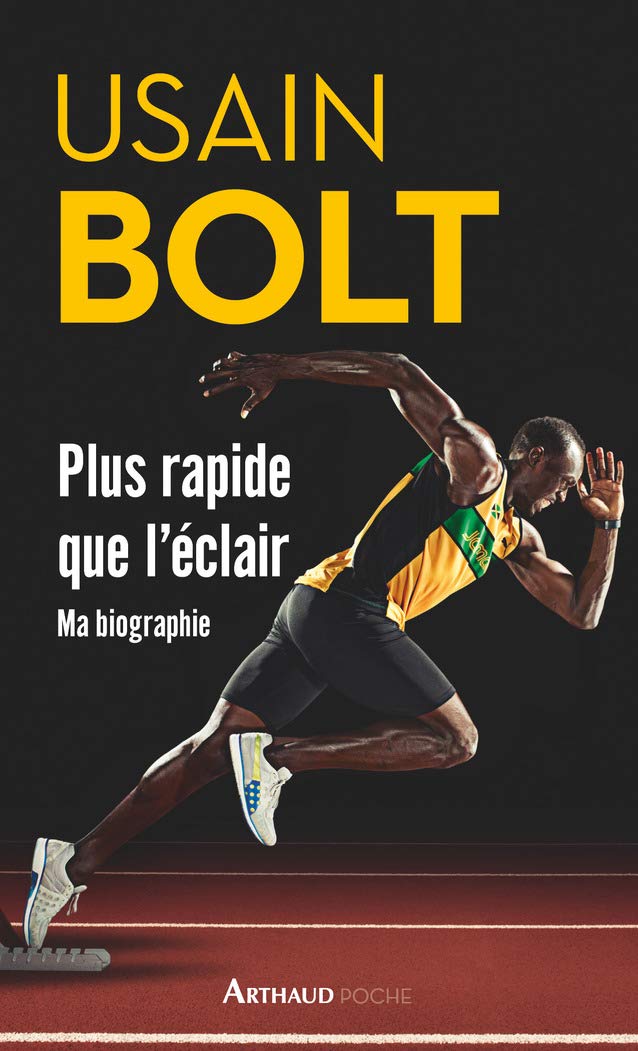 USAIN
BOLT
Plus rapide
que l'éclair
Ma biographie
ARTHAUD POCHE